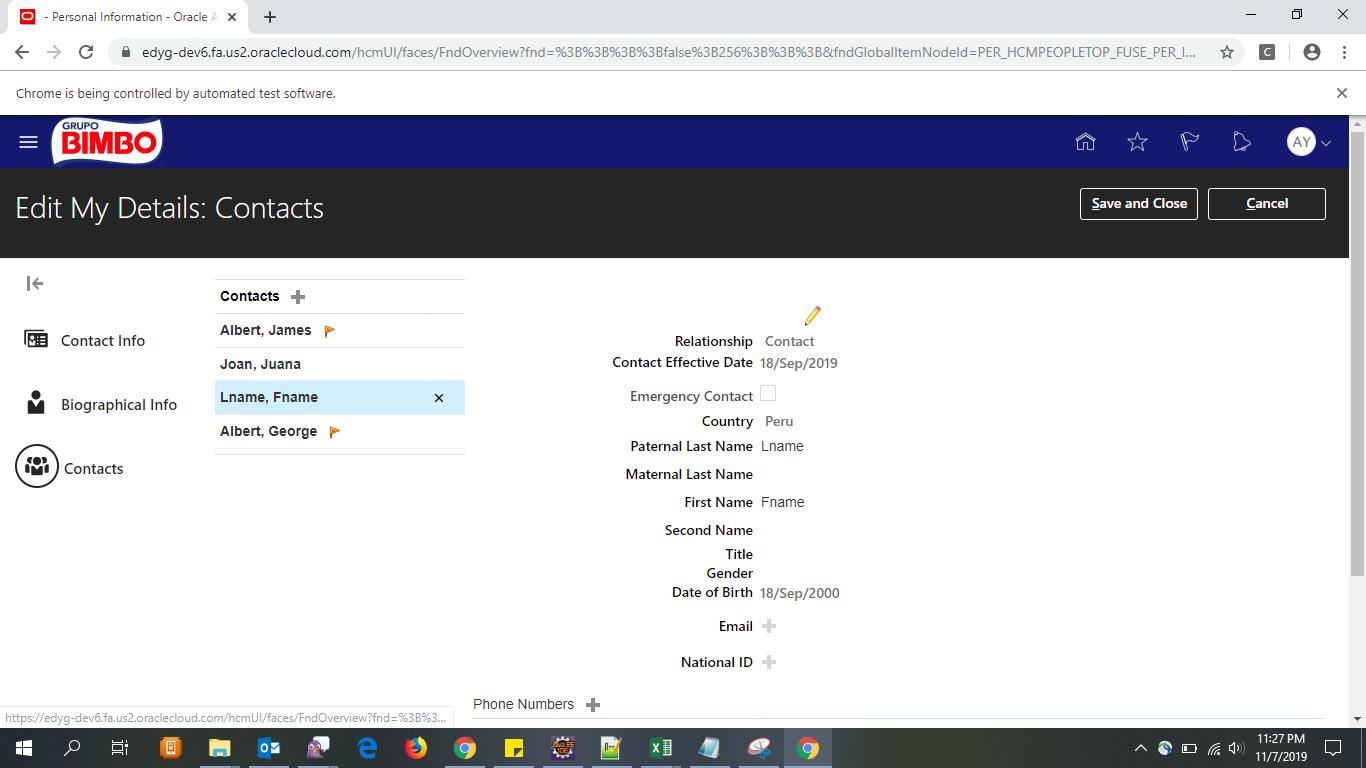 - Personal Information - Oracle A
edyg-dev6.fa.us2.oraclecloud.com/hcmUI/faces/FndOverview?fnd=%3B%3B%3B%3Bfalse%3B256%3B%3B%3B&fndGlobalItemNodeId=PER_HCMPEOPLETOP_FUSE_PER_I...
C
Chrome is being controlled by automated test software.
GRUPO
BIMBO
AY
Edit My Details: Contacts
Save and Close
Cancel
Contact Info
Biographical Info
Contacts
Contacts
Albert, James
Joan, Juana
Lname, Fname
Albert, George
Relationship Contact
Contact Effective Date 18/Sep/2019
Emergency Contact
Country Peru
Paternal Last Name Lname
Maternal Last Name
First Name Fname
Second Name
Title
Gender
Date of Birth 18/Sep/2000
Email
National ID
Phone Numbers
https://edyg-dev6.fa.us2.oraclecloud.com/hcmUI/faces/FndOverview?fnd=%3B%3...
11:27 PM
11/7/2019